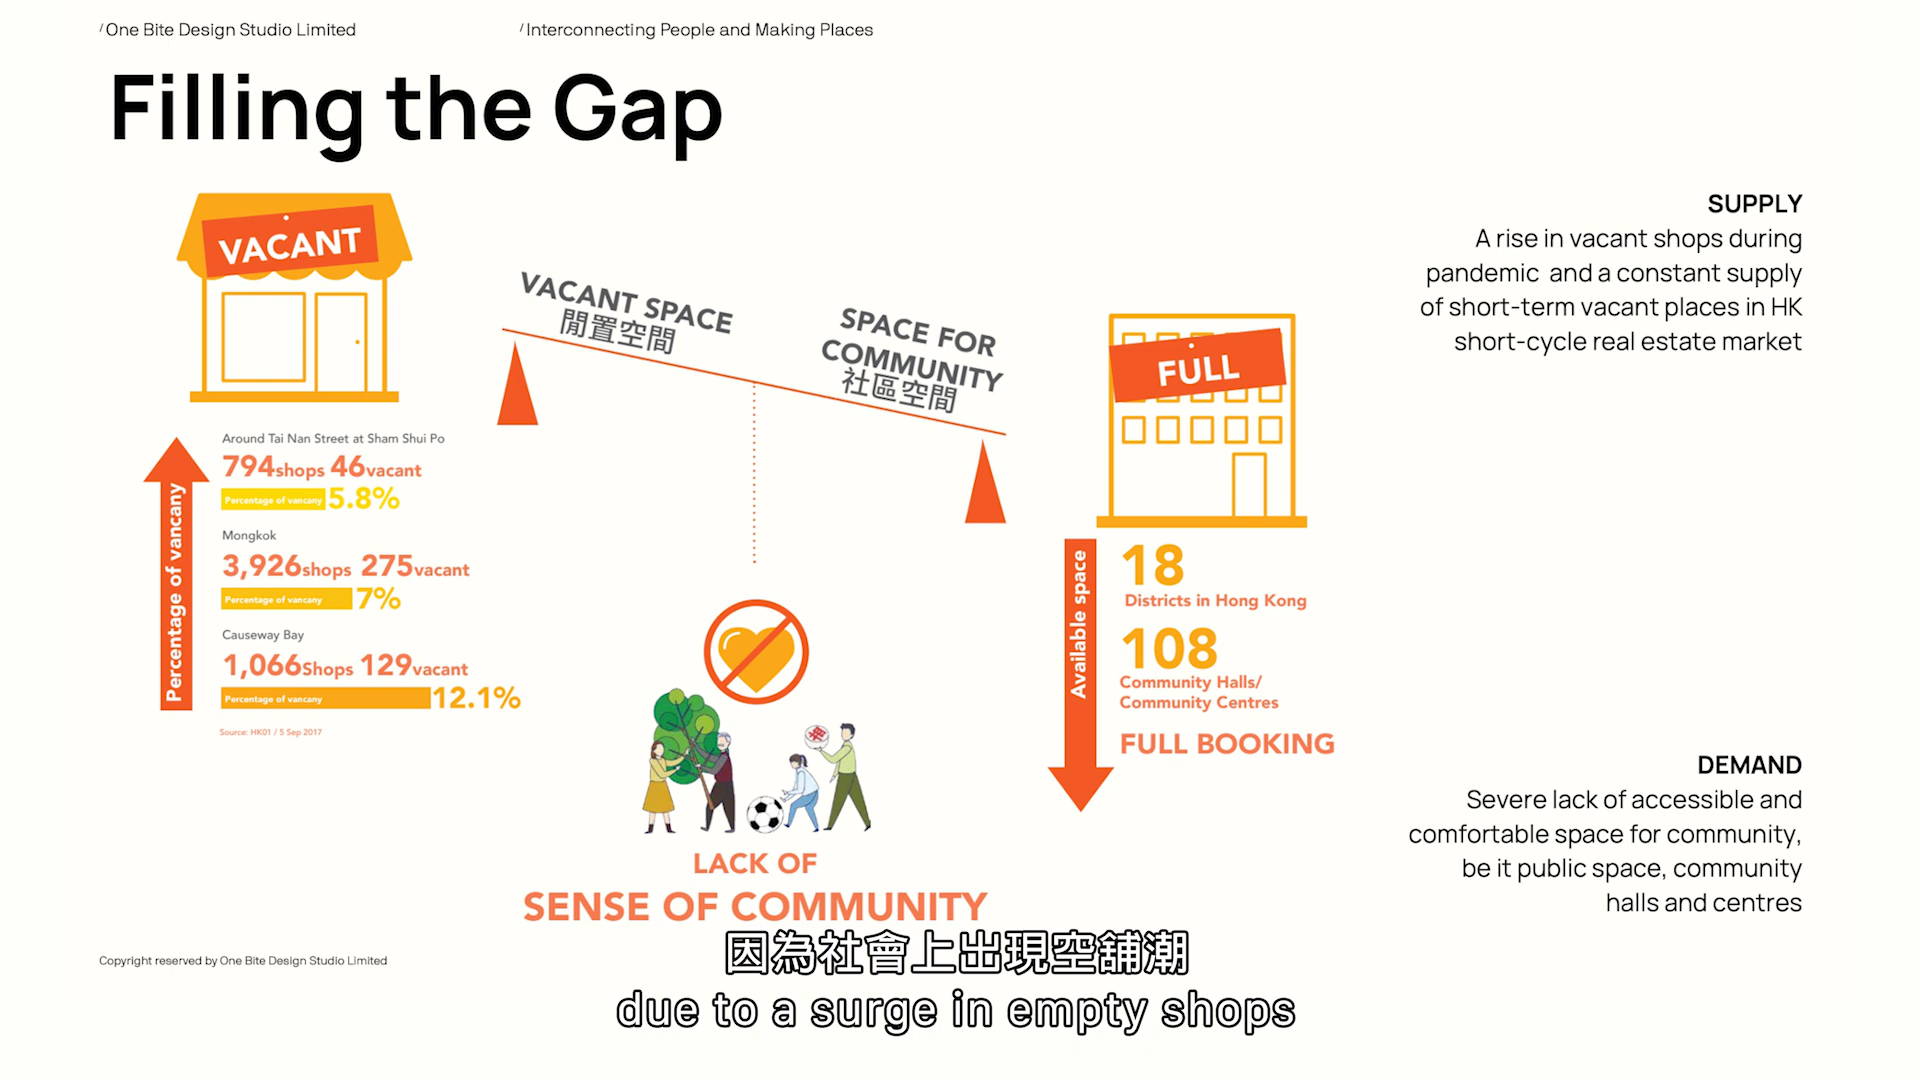 / One Bite Design Studio Limited
/ Interconnecting People and Making Places
Filling the Gap
VACANT
Around Tai Nan Street at Sham Shui Po
794shops 46vacant
Percentage of vancany 5.8%
Mongkok
3,926shops 275vacant
Percentage of vancany 7%
Causeway Bay
1,066Shops 129vacant
Percentage of vancany 12.1%
Source: HK01 / 5 Sep 2017
Percentage of vancany
VACANT SPACE
閒置空間
SPACE FOR
COMMUNITY
社區空間
LACK OF
SENSE OF COMMUNITY
FULL
Available space
18
Districts in Hong Kong
108
Community Halls/
Community Centres
FULL BOOKING
SUPPLY
A rise in vacant shops during
pandemic and a constant supply
of short-term vacant places in HK
short-cycle real estate market
DEMAND
Severe lack of accessible and
comfortable space for community,
be it public space, community
halls and centres
Copyright reserved by One Bite Design Studio Limited
因為社會上出現空舖潮
due to a surge in empty shops